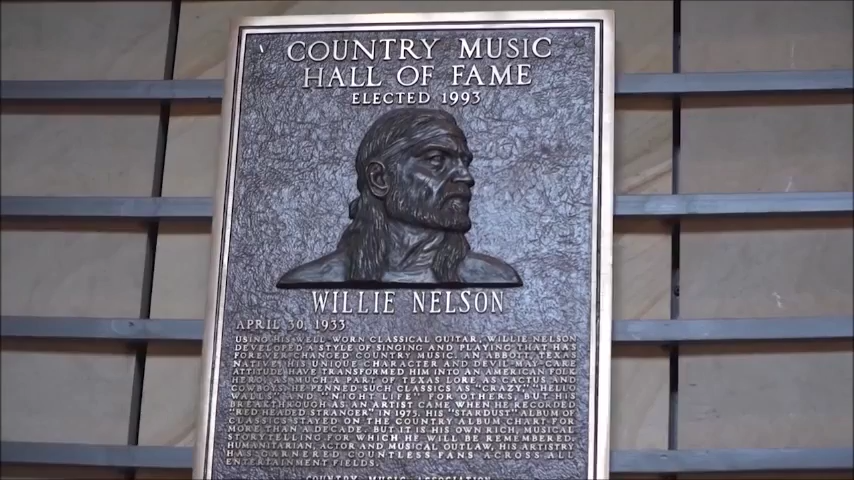 COUNTRY MUSIC
HALL OF FAME
ELECTED 1993
WILLIE NELSON
APRIL 30, 1933
USING HIS WELL WORN CLASSICAL GUITAR, WILLIE NELSON
DEVELOPED A STYLE OF SINGING AND PLAYING THAT HAS
FOREVER CHANGED COUNTRY MUSIC. AN ABBOTT, TEXAS
NATIVE, HIS UNIQUE CHARACTER AND DEVIL-MAY-CARE
ATTITUDE HAVE TRANSFORMED HIM INTO AN AMERICAN FOLK
HERO, AS MUCH A PART OF TEXAS LORE AS CACTUS AND
COWBOYS. HE PENNED SUCH CLASSICS AS "CRAZY," "HELLO
WALLS" AND "NIGHT LIFE" FOR OTHERS, BUT HIS
BREAKTHROUGH AS AN ARTIST CAME WHEN HE RECORDED
"RED HEADED STRANGER" IN 1975. HIS "STARDUST" ALBUM OF
CLASSICS STAYED ON THE COUNTRY ALBUM CHART FOR
MORE THAN A DECADE. BUT IT IS HIS OWN RICH, MUSICAL
STORYTELLING FOR WHICH HE WILL BE REMEMBERED.
HUMANITARIAN, ACTOR AND MUSICAL OUTLAW, HIS ARTISTRY
HAS GARNERED COUNTLESS FANS ACROSS ALL
ENTERTAINMENT FIELDS.
COUNTRY MUSIC ASSOCIATION